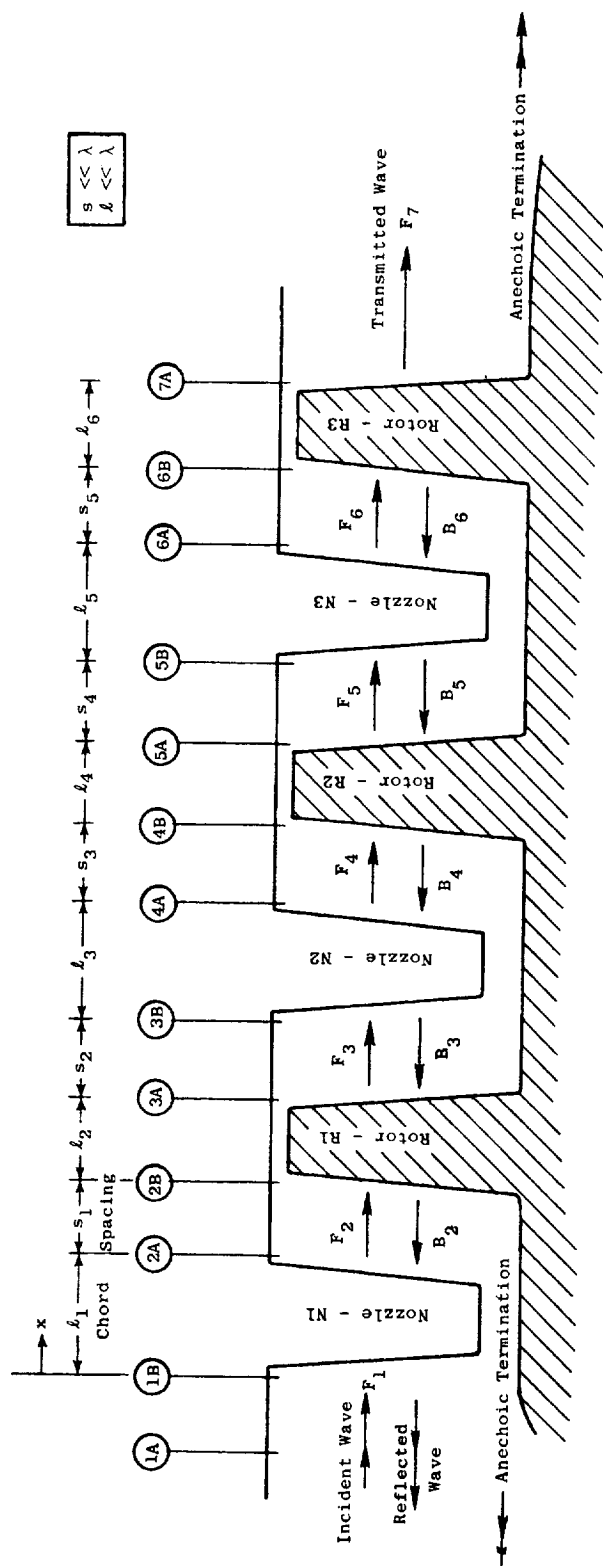 s << λ
ℓ << λ
x
ℓ₁
s₁
ℓ₂
s₂
ℓ₃
s₃
ℓ₄
s₄
ℓ₅
s₅
ℓ₆
Chord
Spacing
1A
1B
2A
2B
3A
3B
4A
4B
5A
5B
6A
6B
7A
Incident Wave
F₁
Reflected
Wave
Nozzle - N1
F₂
B₂
Rotor - R1
F₃
B₃
Nozzle - N2
F₄
B₄
Rotor - R2
F₅
B₅
Nozzle - N3
F₆
B₆
Rotor - R3
Transmitted Wave
F₇
Anechoic Termination
Anechoic Termination